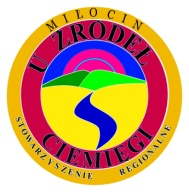 MIŁOCIN
U ŹRÓDEŁ
CIEMIĘGI
STOWARZYSZENIE REGIONALNE